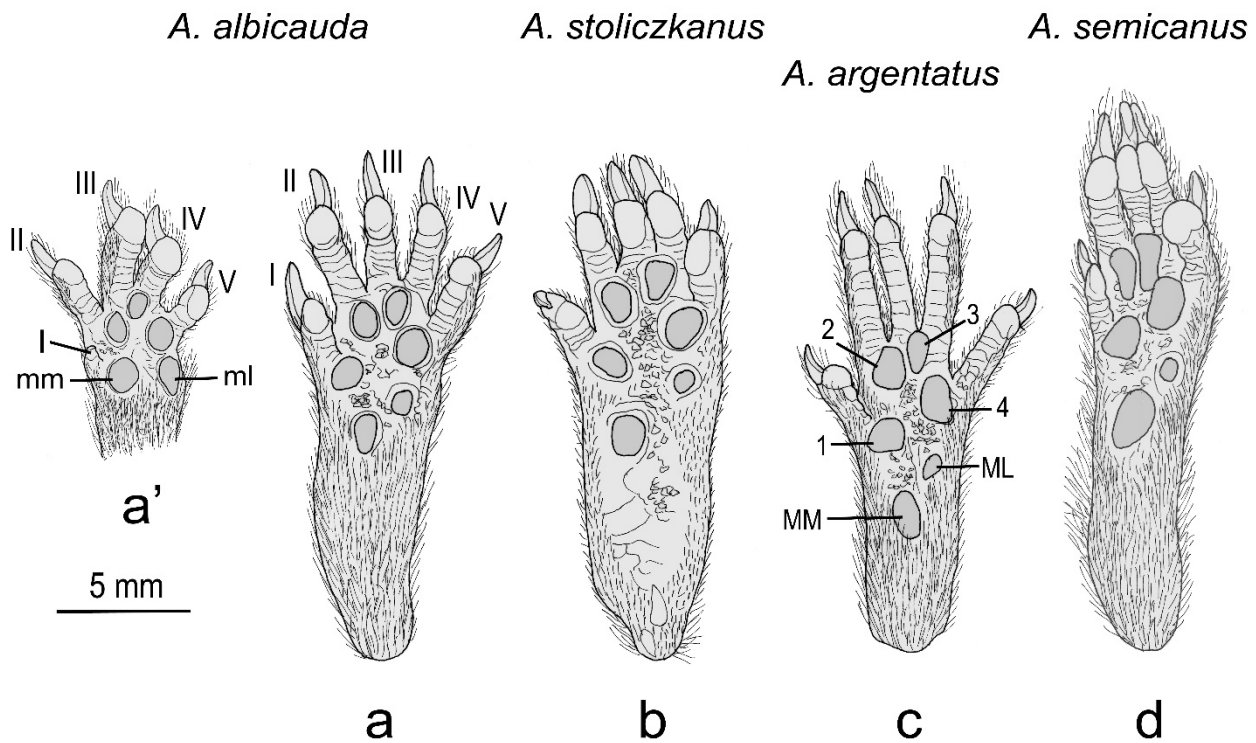 A. albicauda
A. stoliczkanus
A. argentatus
A. semicanus
III
II
IV
V
I
mm
ml
a’
5 mm
III
II
IV
V
I
a
b
2
3
1
4
ML
MM
c
d